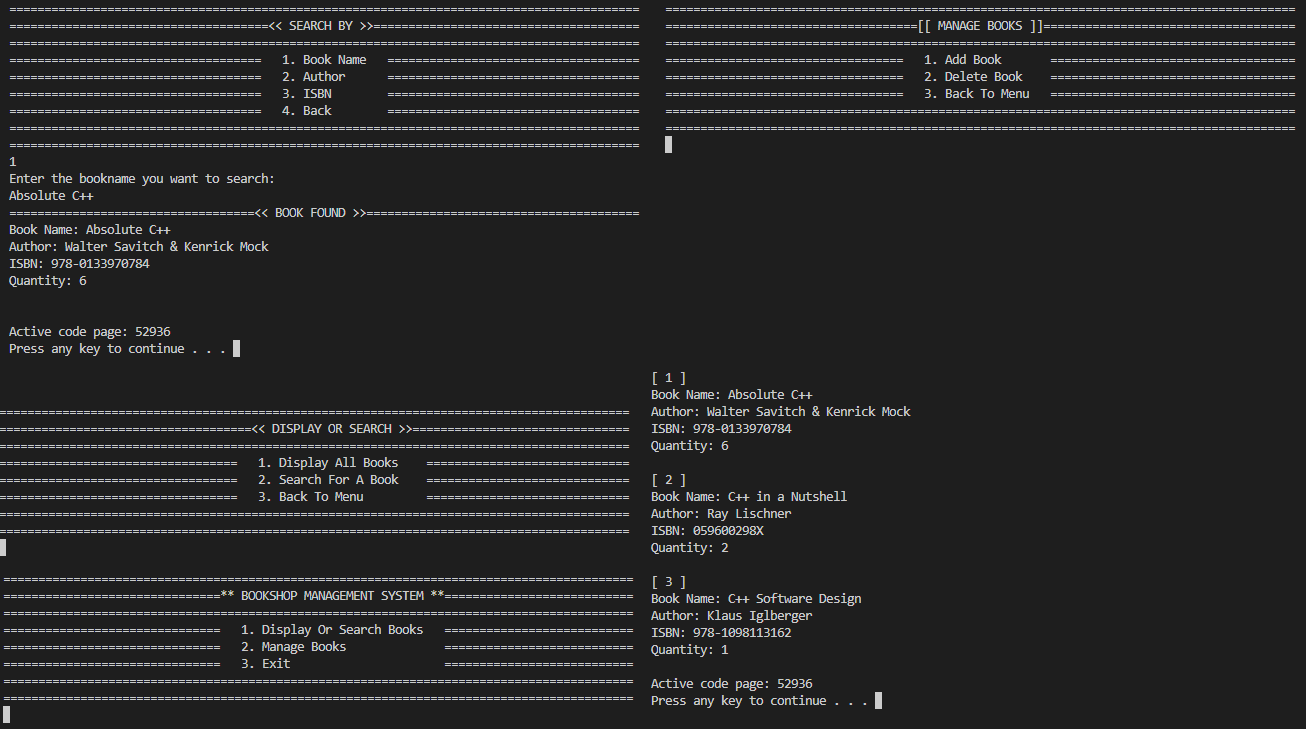 ==========================================================================================
=====================================<< SEARCH BY >>======================================
==========================================================================================
====================================   1. Book Name   ====================================
====================================   2. Author      ====================================
====================================   3. ISBN        ====================================
====================================   4. Back        ====================================
==========================================================================================
==========================================================================================
1
Enter the bookname you want to search:
Absolute C++
===================================<< BOOK FOUND >>=======================================
Book Name: Absolute C++
Author: Walter Savitch & Kenrick Mock
ISBN: 978-0133970784
Quantity: 6
Active code page: 52936
Press any key to continue . . .
==========================================================================================
====================================[[ MANAGE BOOKS ]]====================================
==========================================================================================
==================================   1. Add Book       ===================================
==================================   2. Delete Book    ===================================
==================================   3. Back To Menu   ===================================
==========================================================================================
==========================================================================================
==========================================================================================
====================================<< DISPLAY OR SEARCH >>===============================
==========================================================================================
==================================   1. Display All Books    =============================
==================================   2. Search For A Book    =============================
==================================   3. Back To Menu         =============================
==========================================================================================
==========================================================================================
==========================================================================================
===============================** BOOKSHOP MANAGEMENT SYSTEM **===========================
==========================================================================================
===============================   1. Display Or Search Books   ===========================
===============================   2. Manage Books              ===========================
===============================   3. Exit                      ===========================
==========================================================================================
==========================================================================================
[ 1 ]
Book Name: Absolute C++
Author: Walter Savitch & Kenrick Mock
ISBN: 978-0133970784
Quantity: 6
[ 2 ]
Book Name: C++ in a Nutshell
Author: Ray Lischner
ISBN: 059600298X
Quantity: 2
[ 3 ]
Book Name: C++ Software Design
Author: Klaus Iglberger
ISBN: 978-1098113162
Quantity: 1
Active code page: 52936
Press any key to continue . . .